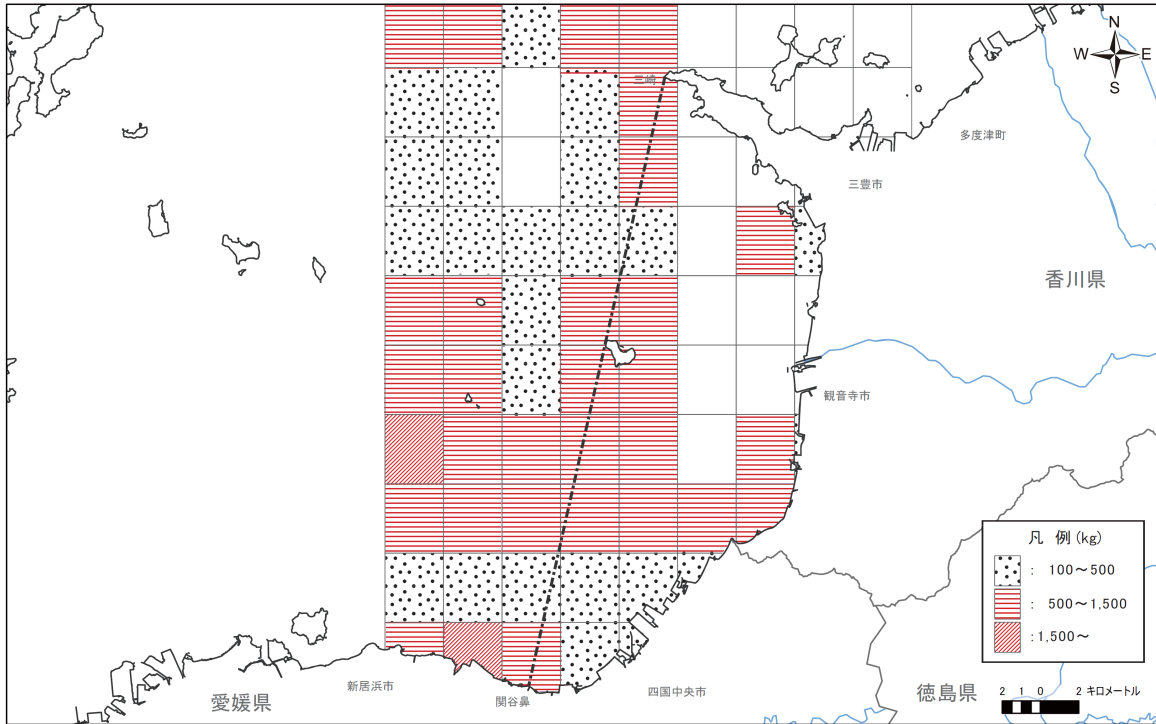 N
W E
S
三崎
多度津町
三豊市
香川県
観音寺市
凡 例 (kg)
: 100～500
: 500～1,500
:1,500～
新居浜市
愛媛県
関谷鼻
四国中央市
徳島県
2 1 0 2 キロメートル